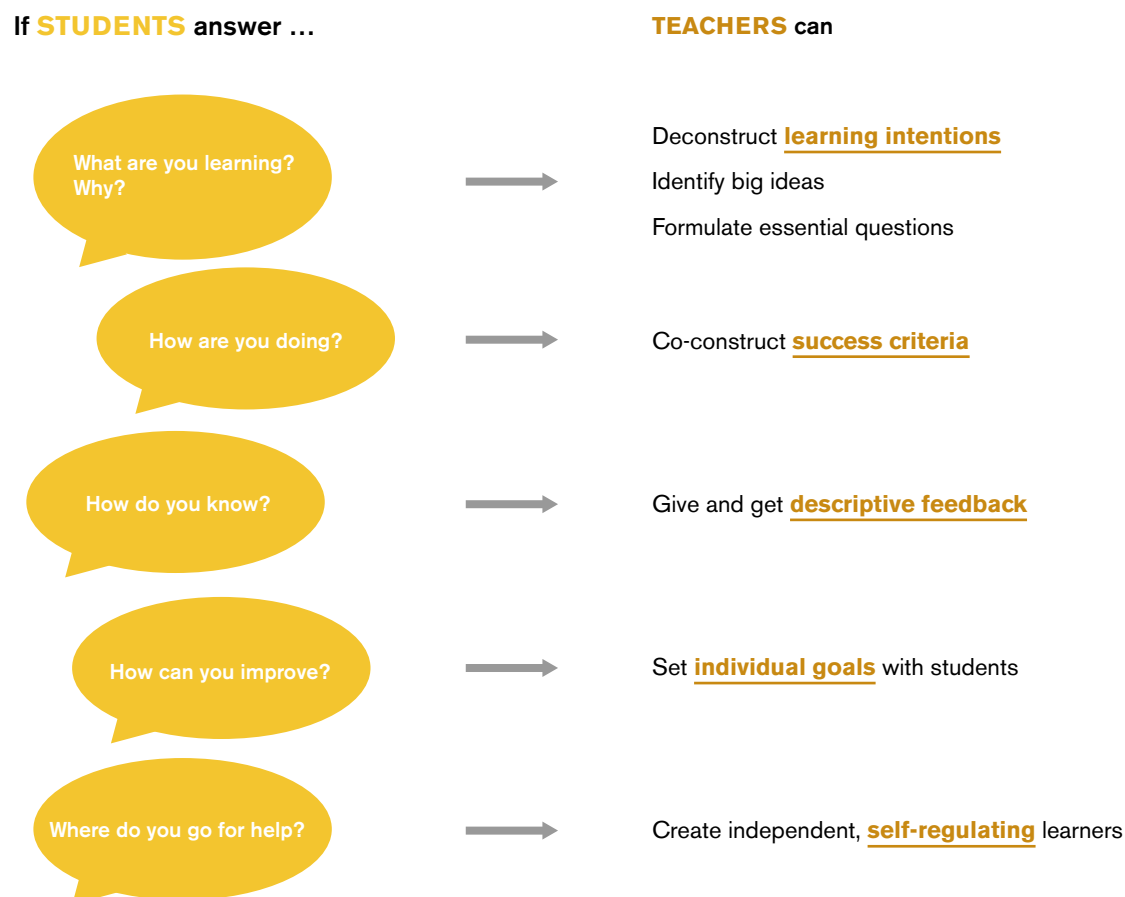 If STUDENTS answer …
TEACHERS can
What are you learning?
Why?
Deconstruct learning intentions
Identify big ideas
Formulate essential questions
How are you doing?
Co-construct success criteria
How do you know?
Give and get descriptive feedback
How can you improve?
Set individual goals with students
Where do you go for help?
Create independent, self-regulating learners